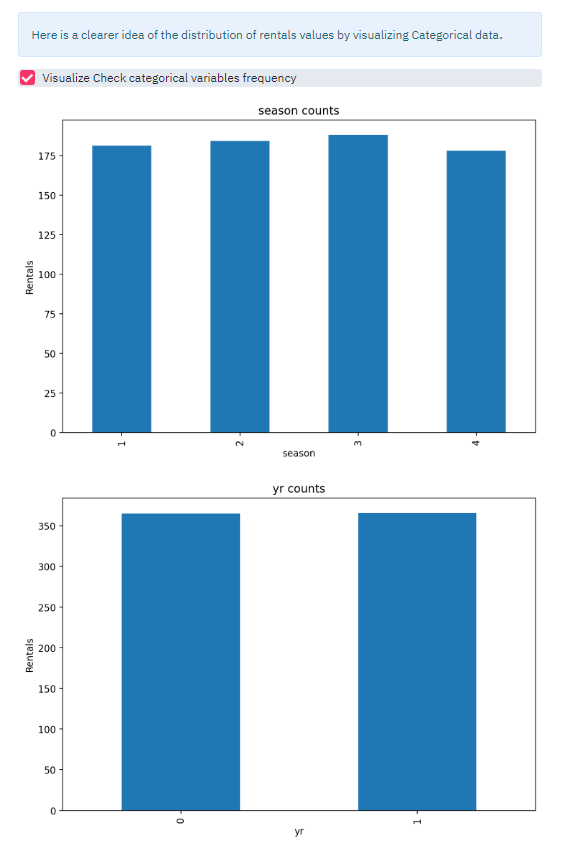 Here is a clearer idea of the distribution of rentals values by visualizing Categorical data.
Visualize Check categorical variables frequency
season counts
175
150
125
100
75
50
25
0
Rentals
1 2 3 4
season
yr counts
350
300
250
200
150
100
50
0
Rentals
0 1
yr